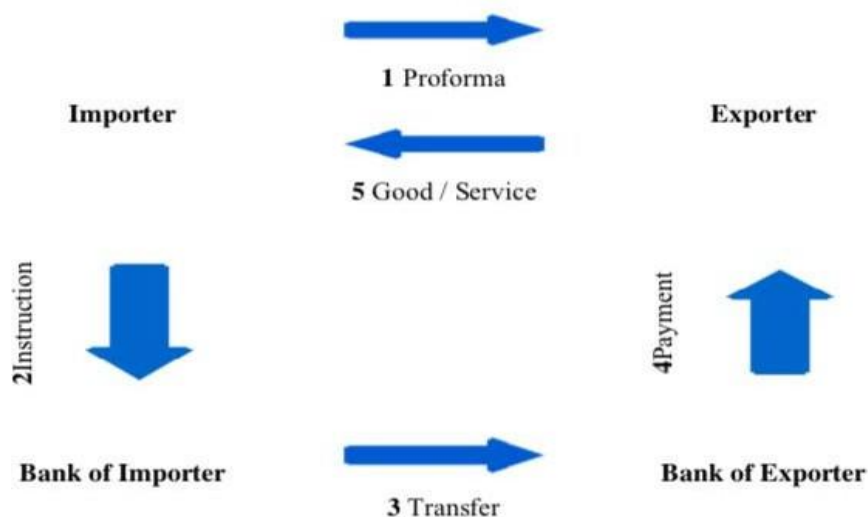 1 Proforma
Importer
Exporter
5 Good / Service
2Instruction
4Payment
Bank of Importer
Bank of Exporter
3 Transfer